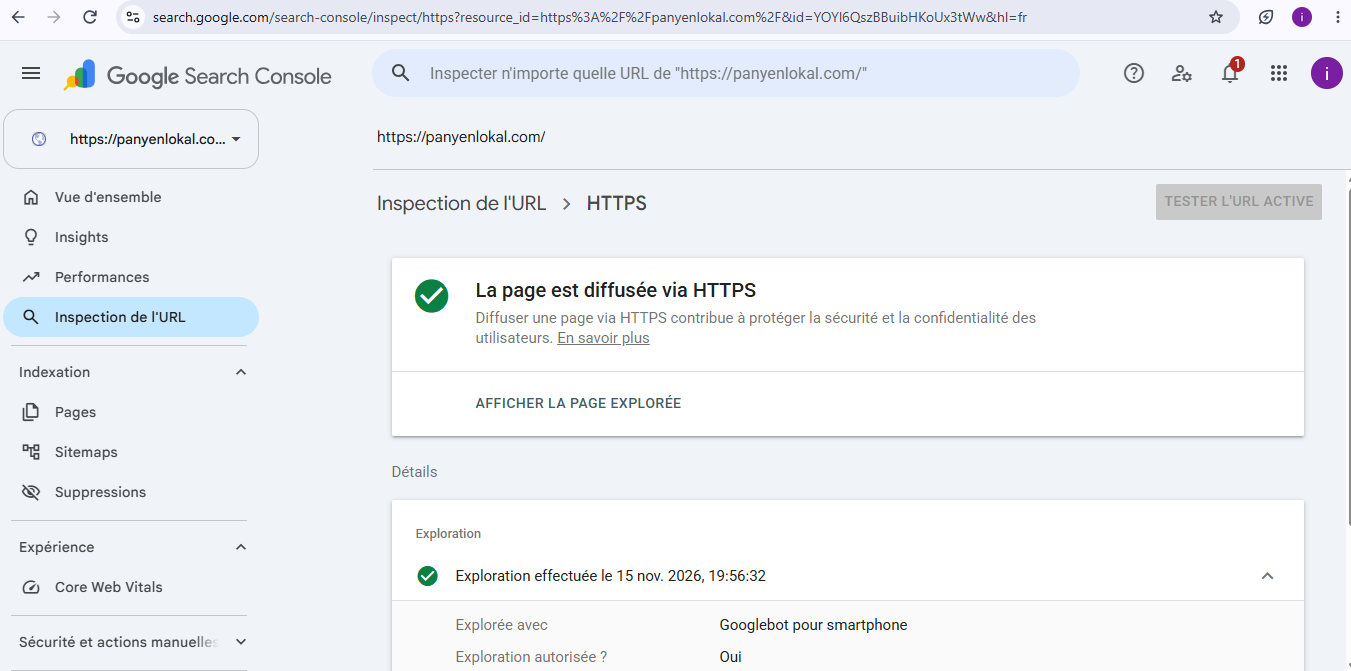 search.google.com/search-console/inspect/https?resource_id=https%3A%2F%2Fpanyenlokal.com%2F&id=YOYl6QszBBuibHKoUx3tWw&hl=fr
i
Google Search Console
Inspecter n'importe quelle URL de "https://panyenlokal.com/"
1
i
https://panyenlokal.co...
https://panyenlokal.com/
Vue d'ensemble
Insights
Performances
Inspection de l'URL
Indexation
Pages
Sitemaps
Suppressions
Expérience
Core Web Vitals
Sécurité et actions manuelles
Inspection de l'URL > HTTPS
TESTER L'URL ACTIVE
La page est diffusée via HTTPS
Diffuser une page via HTTPS contribue à protéger la sécurité et la confidentialité des
utilisateurs. En savoir plus
AFFICHER LA PAGE EXPLORÉE
Détails
Exploration
Exploration effectuée le 15 nov. 2026, 19:56:32
Explorée avec Googlebot pour smartphone
Exploration autorisée ? Oui